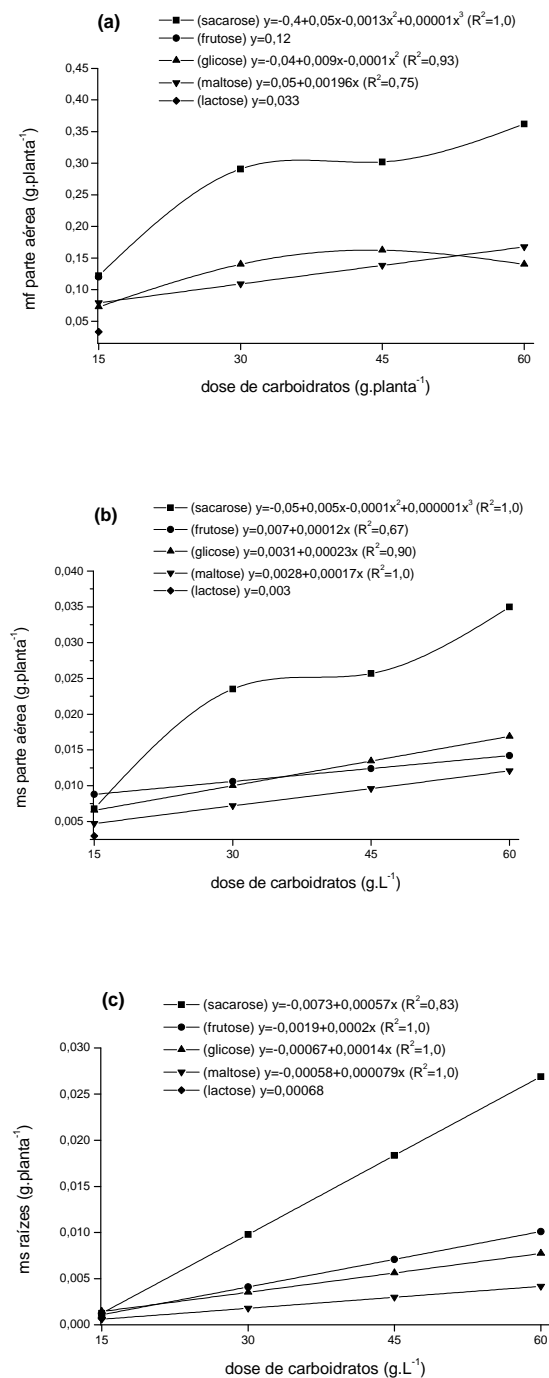 (a)
(sacarose) y=-0,4+0,05x-0,0013x²+0,00001x³ (R²=1,0)
(frutose) y=0,12
(glicose) y=-0,04+0,009x-0,0001x² (R²=0,93)
(maltose) y=0,05+0,00196x (R²=0,75)
(lactose) y=0,033
0,45
0,40
0,35
0,30
0,25
0,20
0,15
0,10
0,05
15 30 45 60
mf parte aérea (g.planta⁻¹)
dose de carboidratos (g.planta⁻¹)
(b)
(sacarose) y=-0,05+0,005x-0,0001x²+0,000001x³ (R²=1,0)
(frutose) y=0,007+0,00012x (R²=0,67)
(glicose) y=0,0031+0,00023x (R²=0,90)
(maltose) y=0,0028+0,00017x (R²=1,0)
(lactose) y=0,003
0,040
0,035
0,030
0,025
0,020
0,015
0,010
0,005
15 30 45 60
ms parte aérea (g.planta⁻¹)
dose de carboidratos (g.L⁻¹)
(c)
(sacarose) y=-0,0073+0,00057x (R²=0,83)
(frutose) y=-0,0019+0,0002x (R²=1,0)
(glicose) y=-0,00067+0,00014x (R²=1,0)
(maltose) y=-0,00058+0,000079x (R²=1,0)
(lactose) y=0,00068
0,030
0,025
0,020
0,015
0,010
0,005
0,000
15 30 45 60
ms raízes (g.planta⁻¹)
dose de carboidratos (g.L⁻¹)